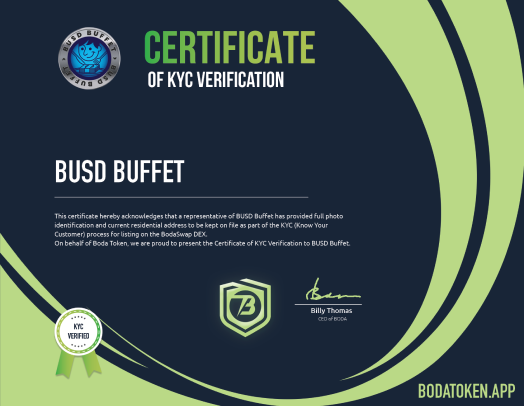 BUSD BUFFET
BUSD BUFFET
CERTIFICATE
OF KYC VERIFICATION
BUSD BUFFET
This certificate hereby acknowledges that a representative of BUSD Buffet has provided full photo
identification and current residential address to be kept on file as part of the KYC (Know Your
Customer) process for listing on the BodaSwap DEX.
On behalf of Boda Token, we are proud to present the Certificate of KYC Verification to BUSD Buffet.
KYC
VERIFIED
Billy Thomas
CEO of BODA
BODATOKEN.APP